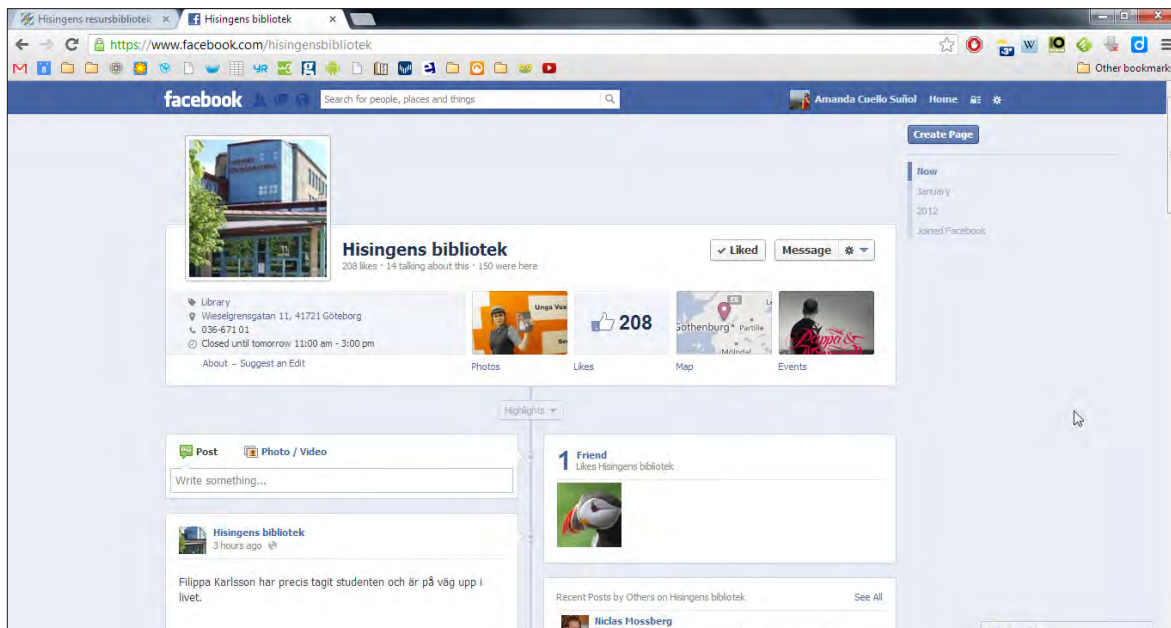 Hisingens resursbibliotek
Hisingens bibliotek
https://www.facebook.com/hisingensbibliotek
Other bookmark
facebook
Search for people, places and things
Amanda Cuello Suñol Home
Create Page
Now
January
2012
Joined Facebook
Hisingens bibliotek
208 likes · 14 talking about this · 150 were here
Liked
Message
Library
Wieselgrensgatan 11, 41721 Göteborg
036-671 01
Closed until tomorrow 11:00 am - 3:00 pm
About – Suggest an Edit
Unga Vux
208
Gothenburg
Partille
Mölndal
Pappa &
Photos
Likes
Map
Events
Highlights
Post
Photo / Video
Write something...
1 Friend
Likes Hisingens bibliotek
Hisingens bibliotek
3 hours ago
Filippa Karlsson har precis tagit studenten och är på väg upp i
livet.
Recent Posts by Others on Hisingens bibliotek
See All
Niclas Mossberg